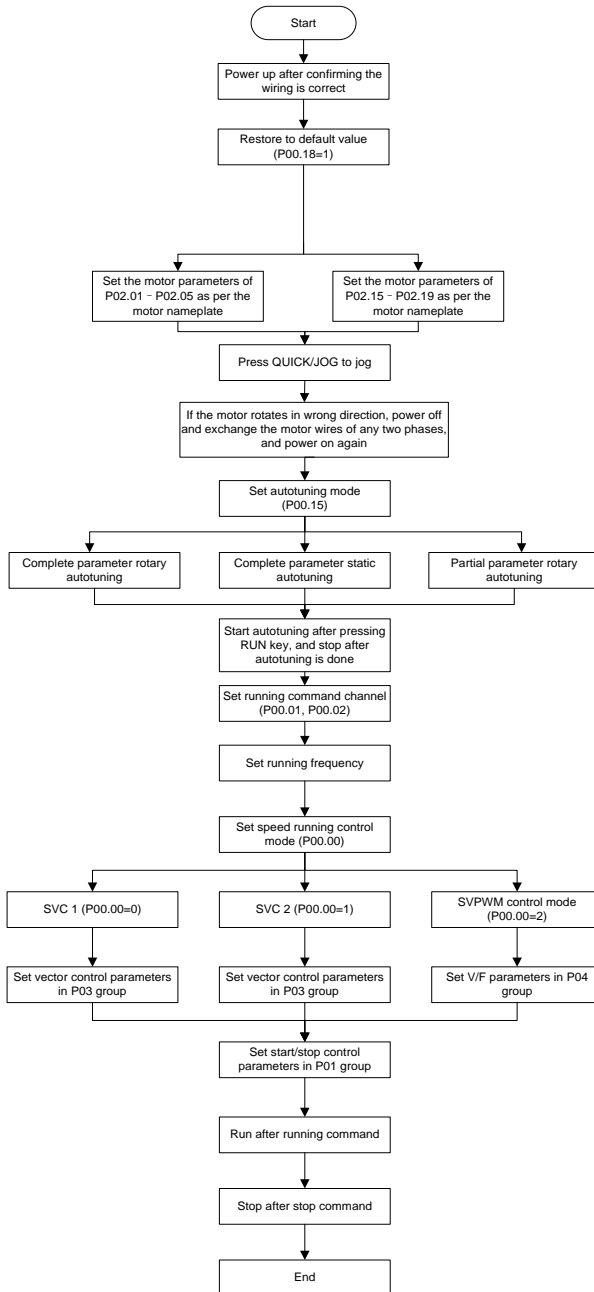 Start
Power up after confirming the
wiring is correct
Restore to default value
(P00.18=1)
Set the motor parameters of
P02.01﹣P02.05 as per the
motor nameplate
Set the motor parameters of
P02.15﹣P02.19 as per the
motor nameplate
Press QUICK/JOG to jog
If the motor rotates in wrong direction, power off
and exchange the motor wires of any two phases,
and power on again
Set autotuning mode
(P00.15)
Complete parameter rotary
autotuning
Complete parameter static
autotuning
Partial parameter rotary
autotuning
Start autotuning after pressing
RUN key, and stop after
autotuning is done
Set running command channel
(P00.01, P00.02)
Set running frequency
Set speed running control
mode (P00.00)
SVC 1 (P00.00=0)
SVC 2 (P00.00=1)
SVPWM control mode
(P00.00=2)
Set vector control parameters
in P03 group
Set vector control parameters
in P03 group
Set V/F parameters in P04
group
Set start/stop control
parameters in P01 group
Run after running command
Stop after stop command
End